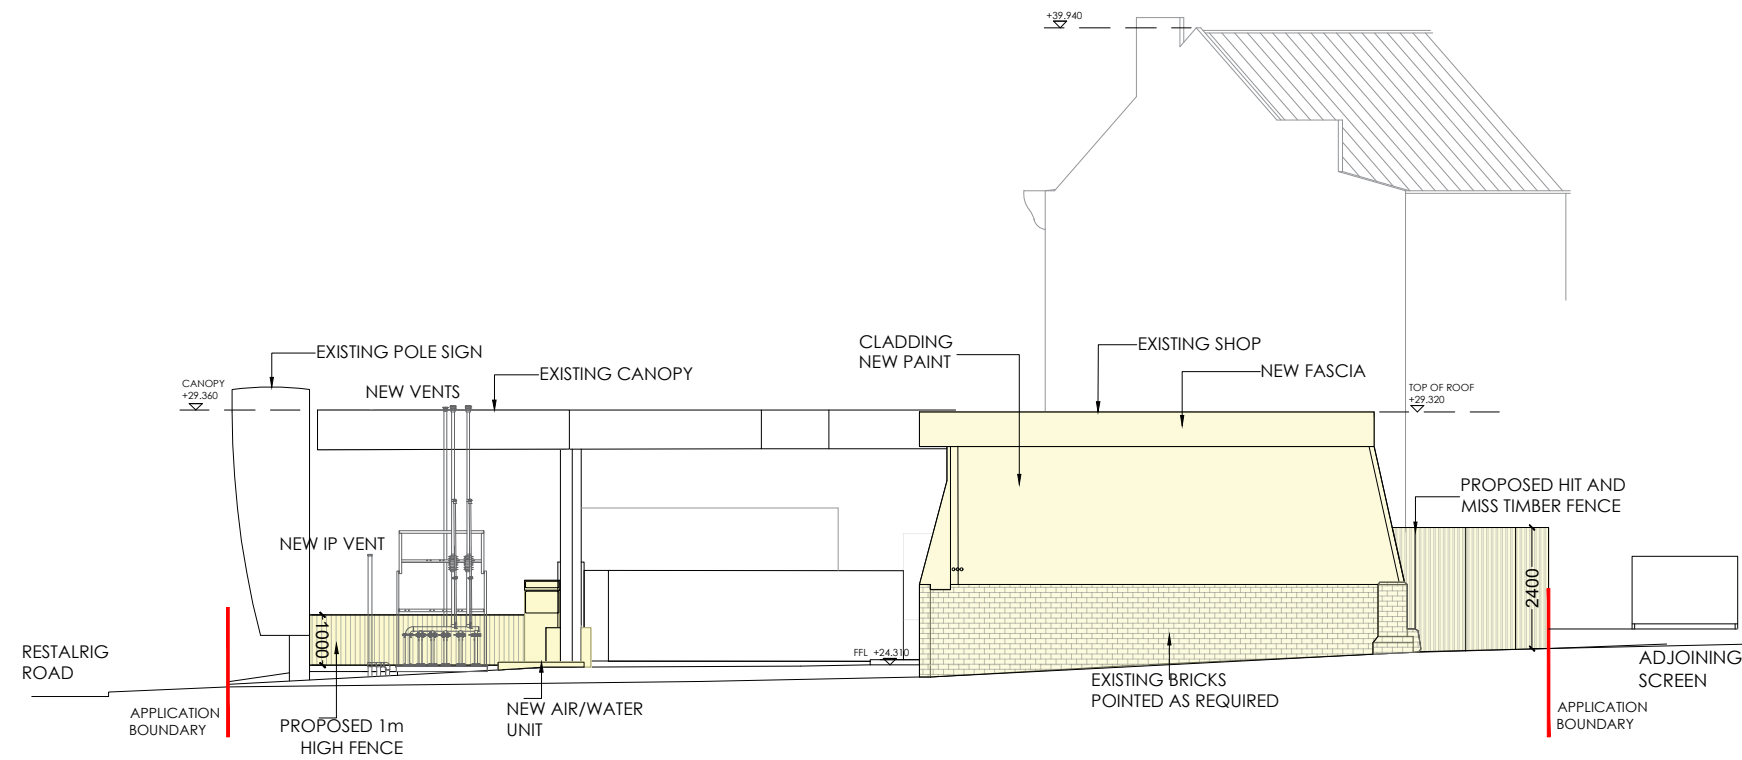 +39.940
EXISTING POLE SIGN
CANOPY
+29.360
NEW VENTS
EXISTING CANOPY
CLADDING
NEW PAINT
EXISTING SHOP
NEW FASCIA
TOP OF ROOF
+29.320
PROPOSED HIT AND
MISS TIMBER FENCE
NEW IP VENT
1000
2400
RESTALRIG
ROAD
FFL +24.310
ADJOINING
SCREEN
EXISTING BRICKS
POINTED AS REQUIRED
APPLICATION
BOUNDARY
PROPOSED 1m
HIGH FENCE
NEW AIR/WATER
UNIT
APPLICATION
BOUNDARY